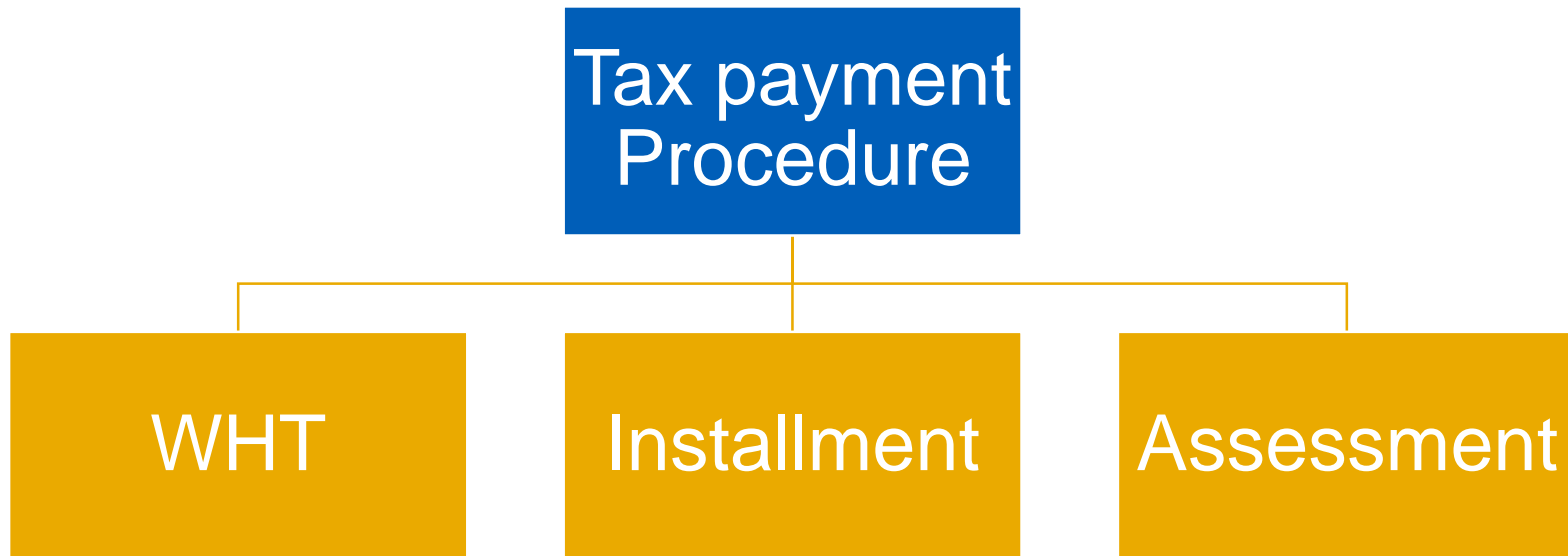 Tax payment
Procedure
WHT
Installment
Assessment